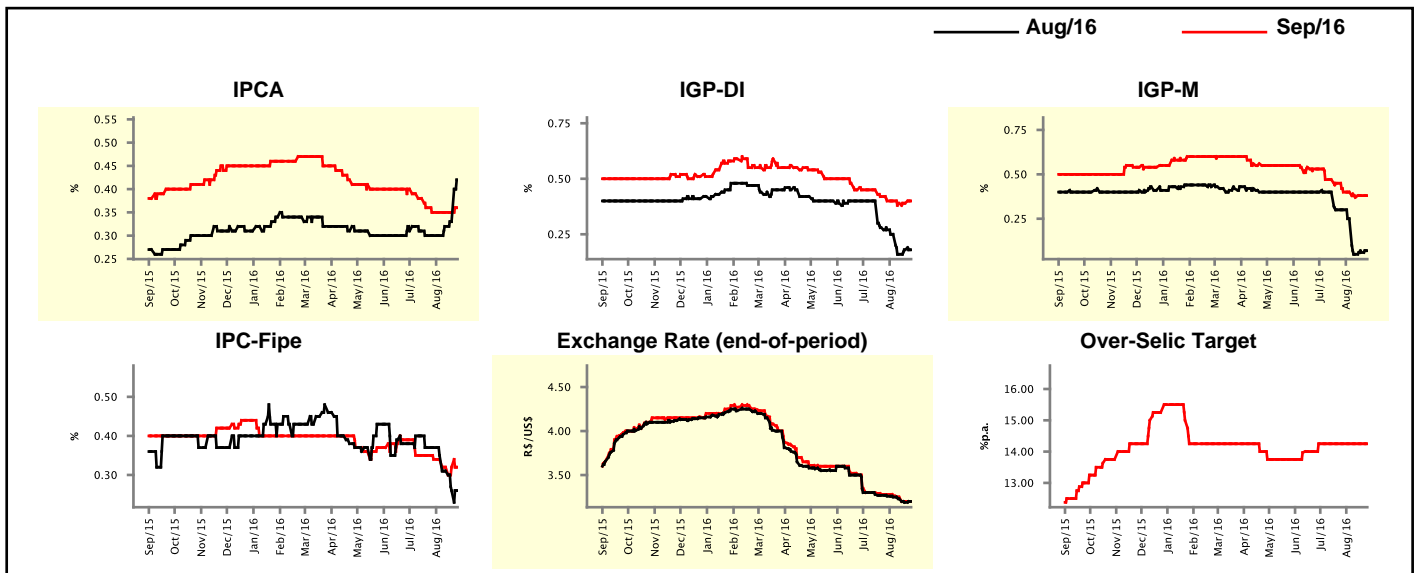 Aug/16 Sep/16
IPCA IGP-DI IGP-M
0.55
0.50
0.45
0.40
0.35
0.30
0.25
%
Sep/15 Oct/15 Nov/15 Dec/15 Jan/16 Feb/16 Mar/16 Apr/16 May/16 Jun/16 Jul/16 Aug/16
0.75
0.50
0.25
%
Sep/15 Oct/15 Nov/15 Dec/15 Jan/16 Feb/16 Mar/16 Apr/16 May/16 Jun/16 Jul/16 Aug/16
0.75
0.50
0.25
%
Sep/15 Oct/15 Nov/15 Dec/15 Jan/16 Feb/16 Mar/16 Apr/16 May/16 Jun/16 Jul/16 Aug/16
IPC-Fipe Exchange Rate (end-of-period) Over-Selic Target
0.50
0.40
0.30
%
Sep/15 Oct/15 Nov/15 Dec/15 Jan/16 Feb/16 Mar/16 Apr/16 May/16 Jun/16 Jul/16 Aug/16
4.50
4.00
3.50
R$/US$
Sep/15 Oct/15 Nov/15 Dec/15 Jan/16 Feb/16 Mar/16 Apr/16 May/16 Jun/16 Jul/16 Aug/16
16.00
15.00
14.00
13.00
%p.a.
Sep/15 Oct/15 Nov/15 Dec/15 Jan/16 Feb/16 Mar/16 Apr/16 May/16 Jun/16 Jul/16 Aug/16